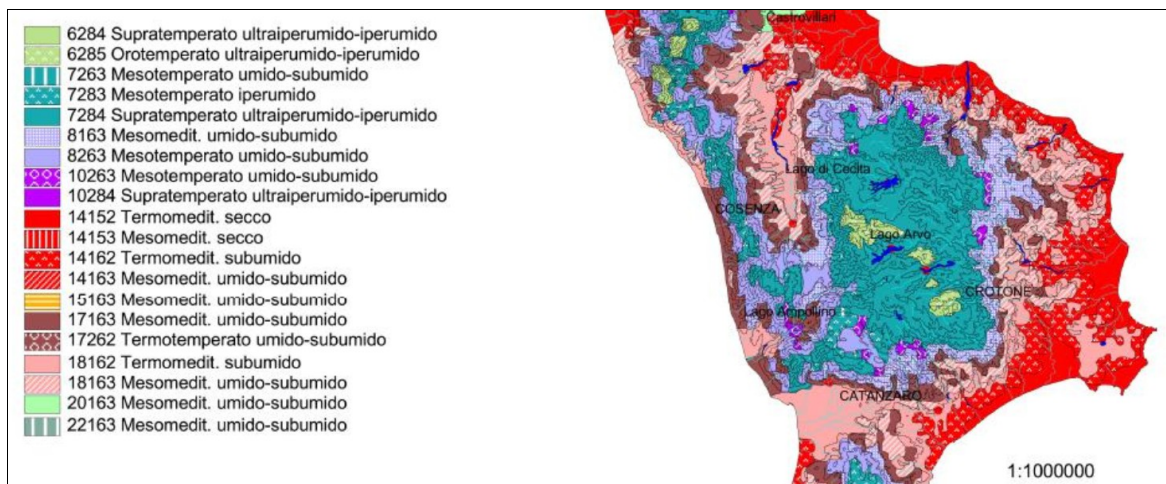 6284 Supratemperato ultraiperumido-iperumido
6285 Orotemperato ultraiperumido-iperumido
7263 Mesotemperato umido-subumido
7283 Mesotemperato iperumido
7284 Supratemperato ultraiperumido-iperumido
8163 Mesomedit. umido-subumido
8263 Mesotemperato umido-subumido
10263 Mesotemperato umido-subumido
10284 Supratemperato ultraiperumido-iperumido
14152 Termomedit. secco
14153 Mesomedit. secco
14162 Termomedit. subumido
14163 Mesomedit. umido-subumido
15163 Mesomedit. umido-subumido
17163 Mesomedit. umido-subumido
17262 Termotemperato umido-subumido
18162 Termomedit. subumido
18163 Mesomedit. umido-subumido
20163 Mesomedit. umido-subumido
22163 Mesomedit. umido-subumido
Castrovillari
Lago di Cecita
COSENZA
Lago Arvo
CROTONE
Lago Ampollino
CATANZARO
1:1000000